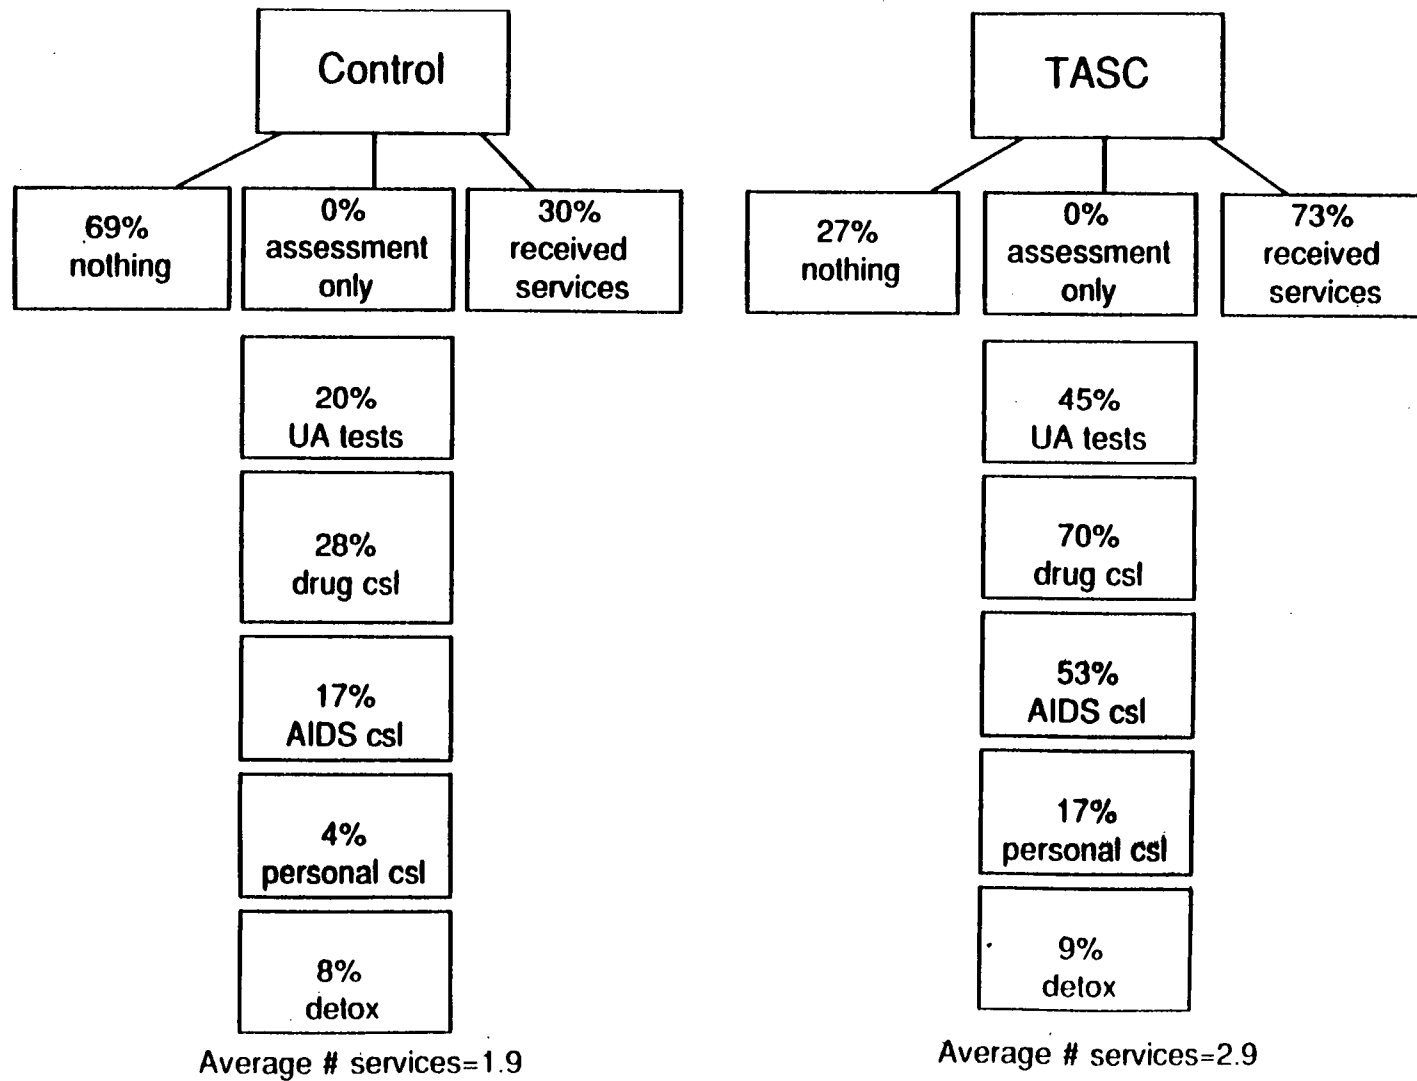 Control
69%
nothing
0%
assessment
only
30%
received
services
20%
UA tests
28%
drug csl
17%
AIDS csl
4%
personal csl
8%
detox
Average # services=1.9
TASC
27%
nothing
0%
assessment
only
73%
received
services
45%
UA tests
70%
drug csl
53%
AIDS csl
17%
personal csl
9%
detox
Average # services=2.9